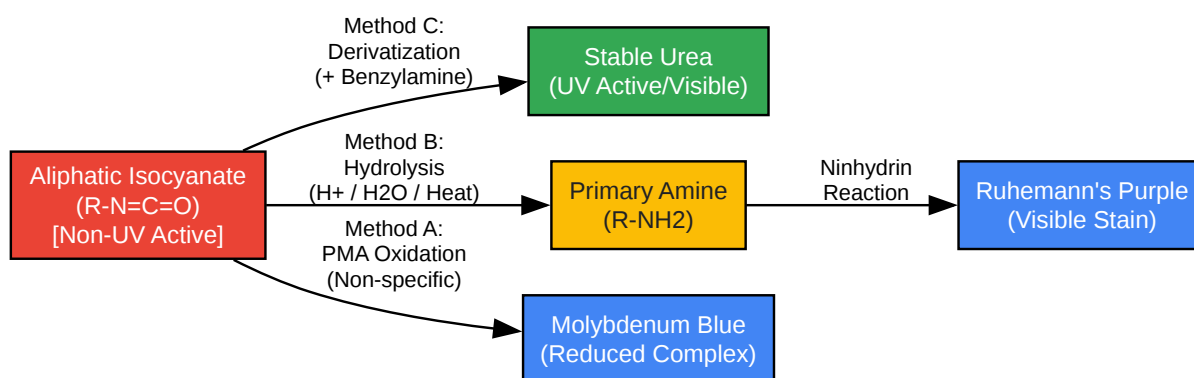 Method C:
Derivatization
(+ Benzylamine)
Stable Urea
(UV Active/Visible)
Aliphatic Isocyanate
(R-N=C=O)
[Non-UV Active]
Method B:
Hydrolysis
(H+ / H2O / Heat)
Primary Amine
(R-NH2)
Ninhydrin
Reaction
Ruhemann's Purple
(Visible Stain)
Method A:
PMA Oxidation
(Non-specific)
Molybdenum Blue
(Reduced Complex)